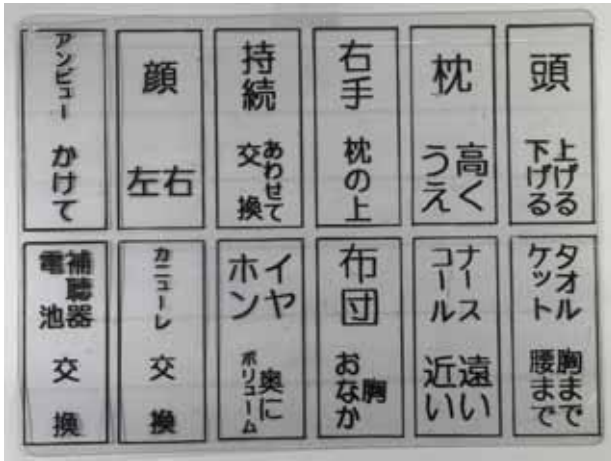 頭
上げる
下げる
枕
高く
うえ
右手
枕の上
持続
あわせて
交換
顔
右
左
アンビュー
かけて
タオル
ケット
胸まで
腰まで
ナース
コール
遠い
近い
布団
胸
おなか
イヤ
ホン
奥に
ボリューム
カニューレ
交換
補聴器
電池
交換